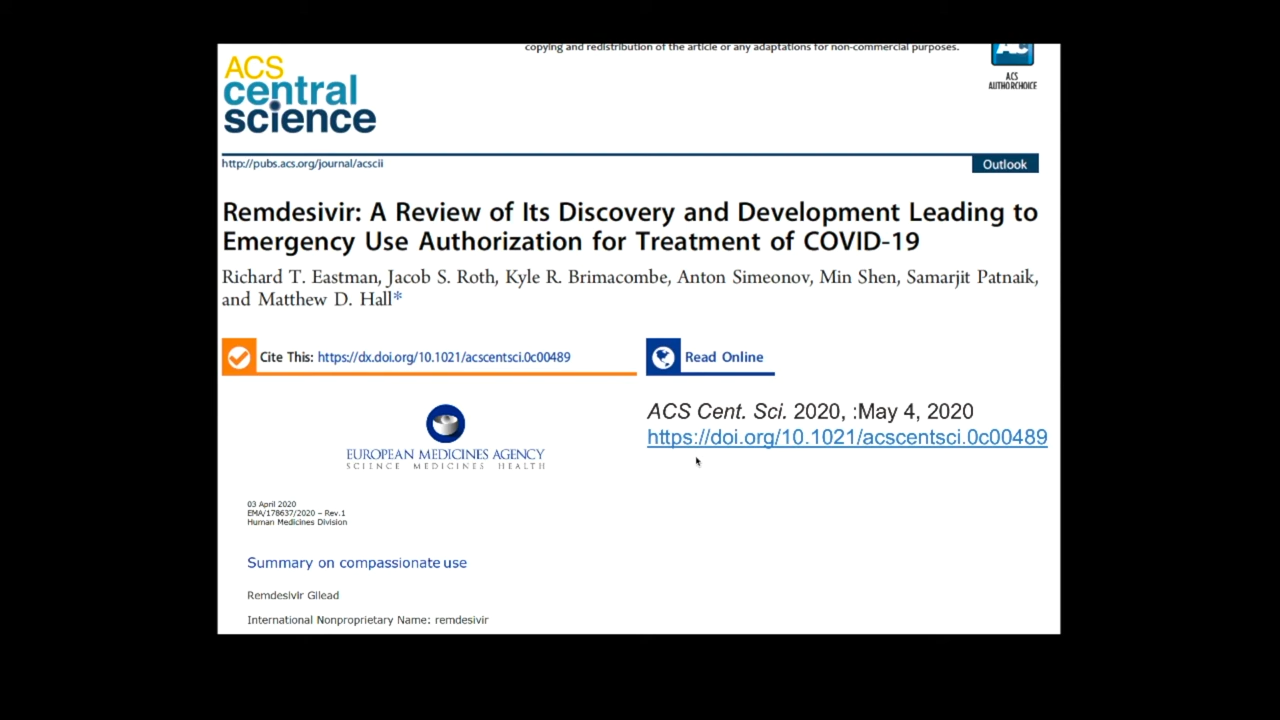 copying and redistribution of the article or any adaptations for non-commercial purposes.
ACS
central
science
ACS
AUTHORCHOICE
http://pubs.acs.org/journal/acscii
Outlook
Remdesivir: A Review of Its Discovery and Development Leading to
Emergency Use Authorization for Treatment of COVID-19
Richard T. Eastman, Jacob S. Roth, Kyle R. Brimacombe, Anton Simeonov, Min Shen, Samarjit Patnaik,
and Matthew D. Hall*
Cite This: https://dx.doi.org/10.1021/acscentsci.0c00489
Read Online
ACS Cent. Sci. 2020, :May 4, 2020
https://doi.org/10.1021/acscentsci.0c00489
EUROPEAN MEDICINES AGENCY
SCIENCE MEDICINES HEALTH
03 April 2020
EMA/178637/2020 – Rev.1
Human Medicines Division
Summary on compassionate use
Remdesivir Gilead
International Nonproprietary Name: remdesivir